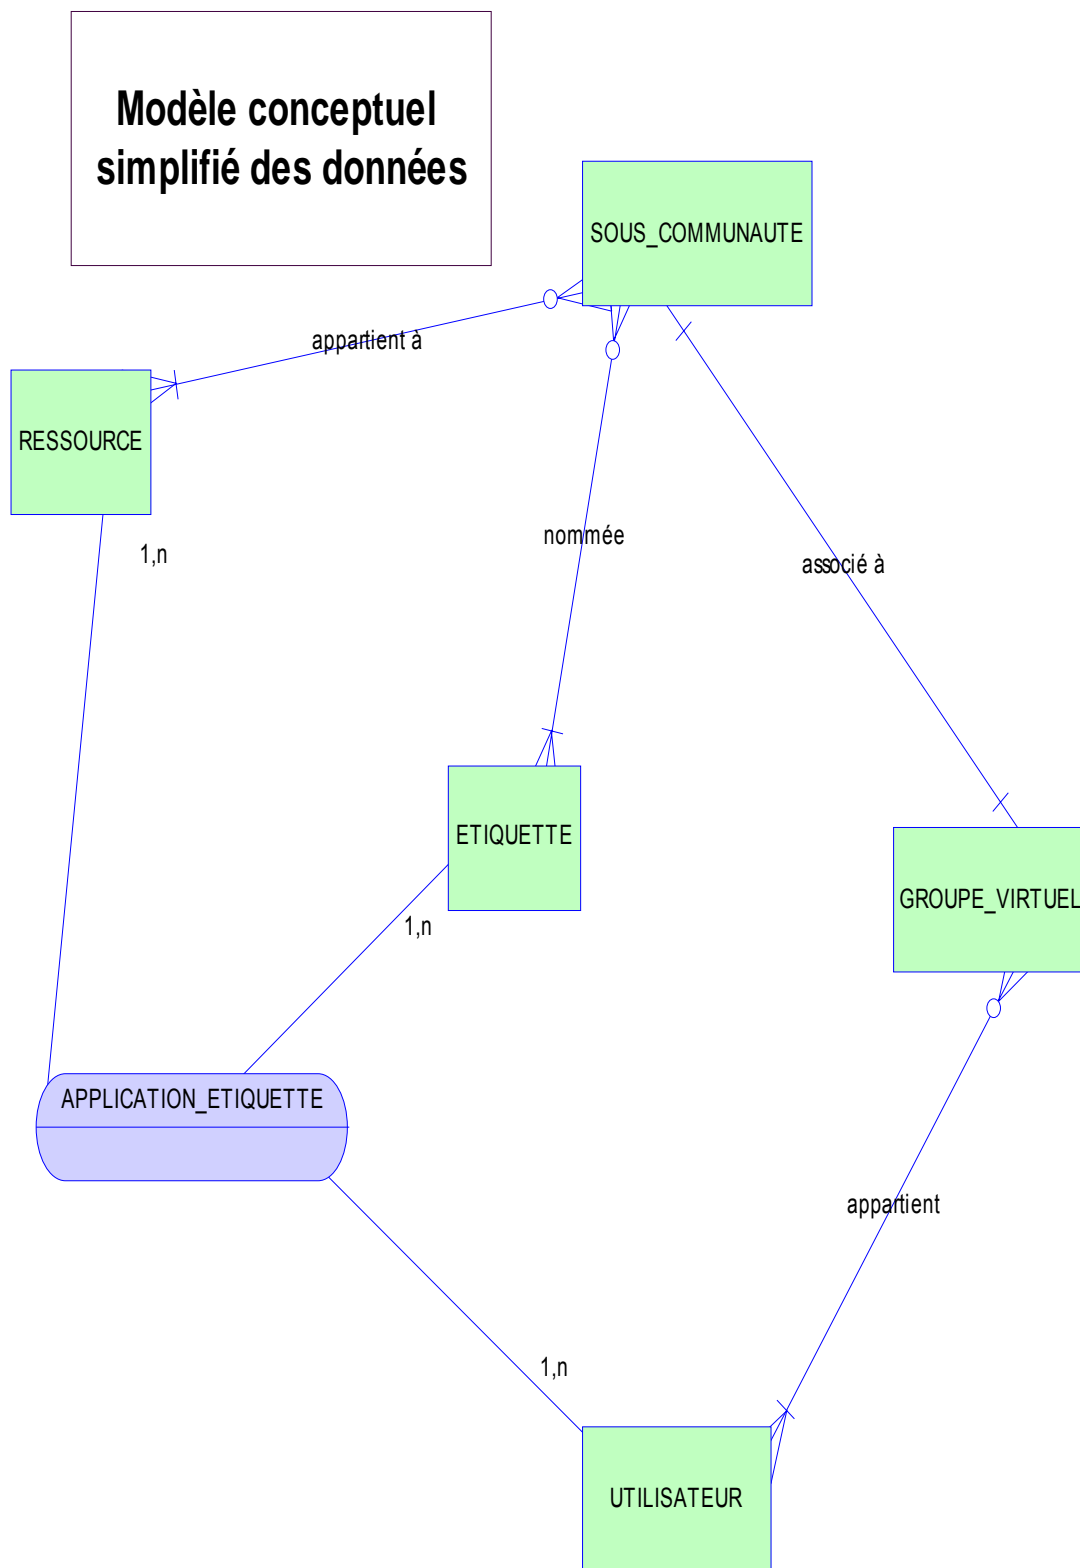 Modèle conceptuel
simplifié des données
SOUS_COMMUNAUTE
appartient à
RESSOURCE
1,n
nommée
associé à
ETIQUETTE
GROUPE_VIRTUEL
1,n
APPLICATION_ETIQUETTE
appartient
1,n
UTILISATEUR